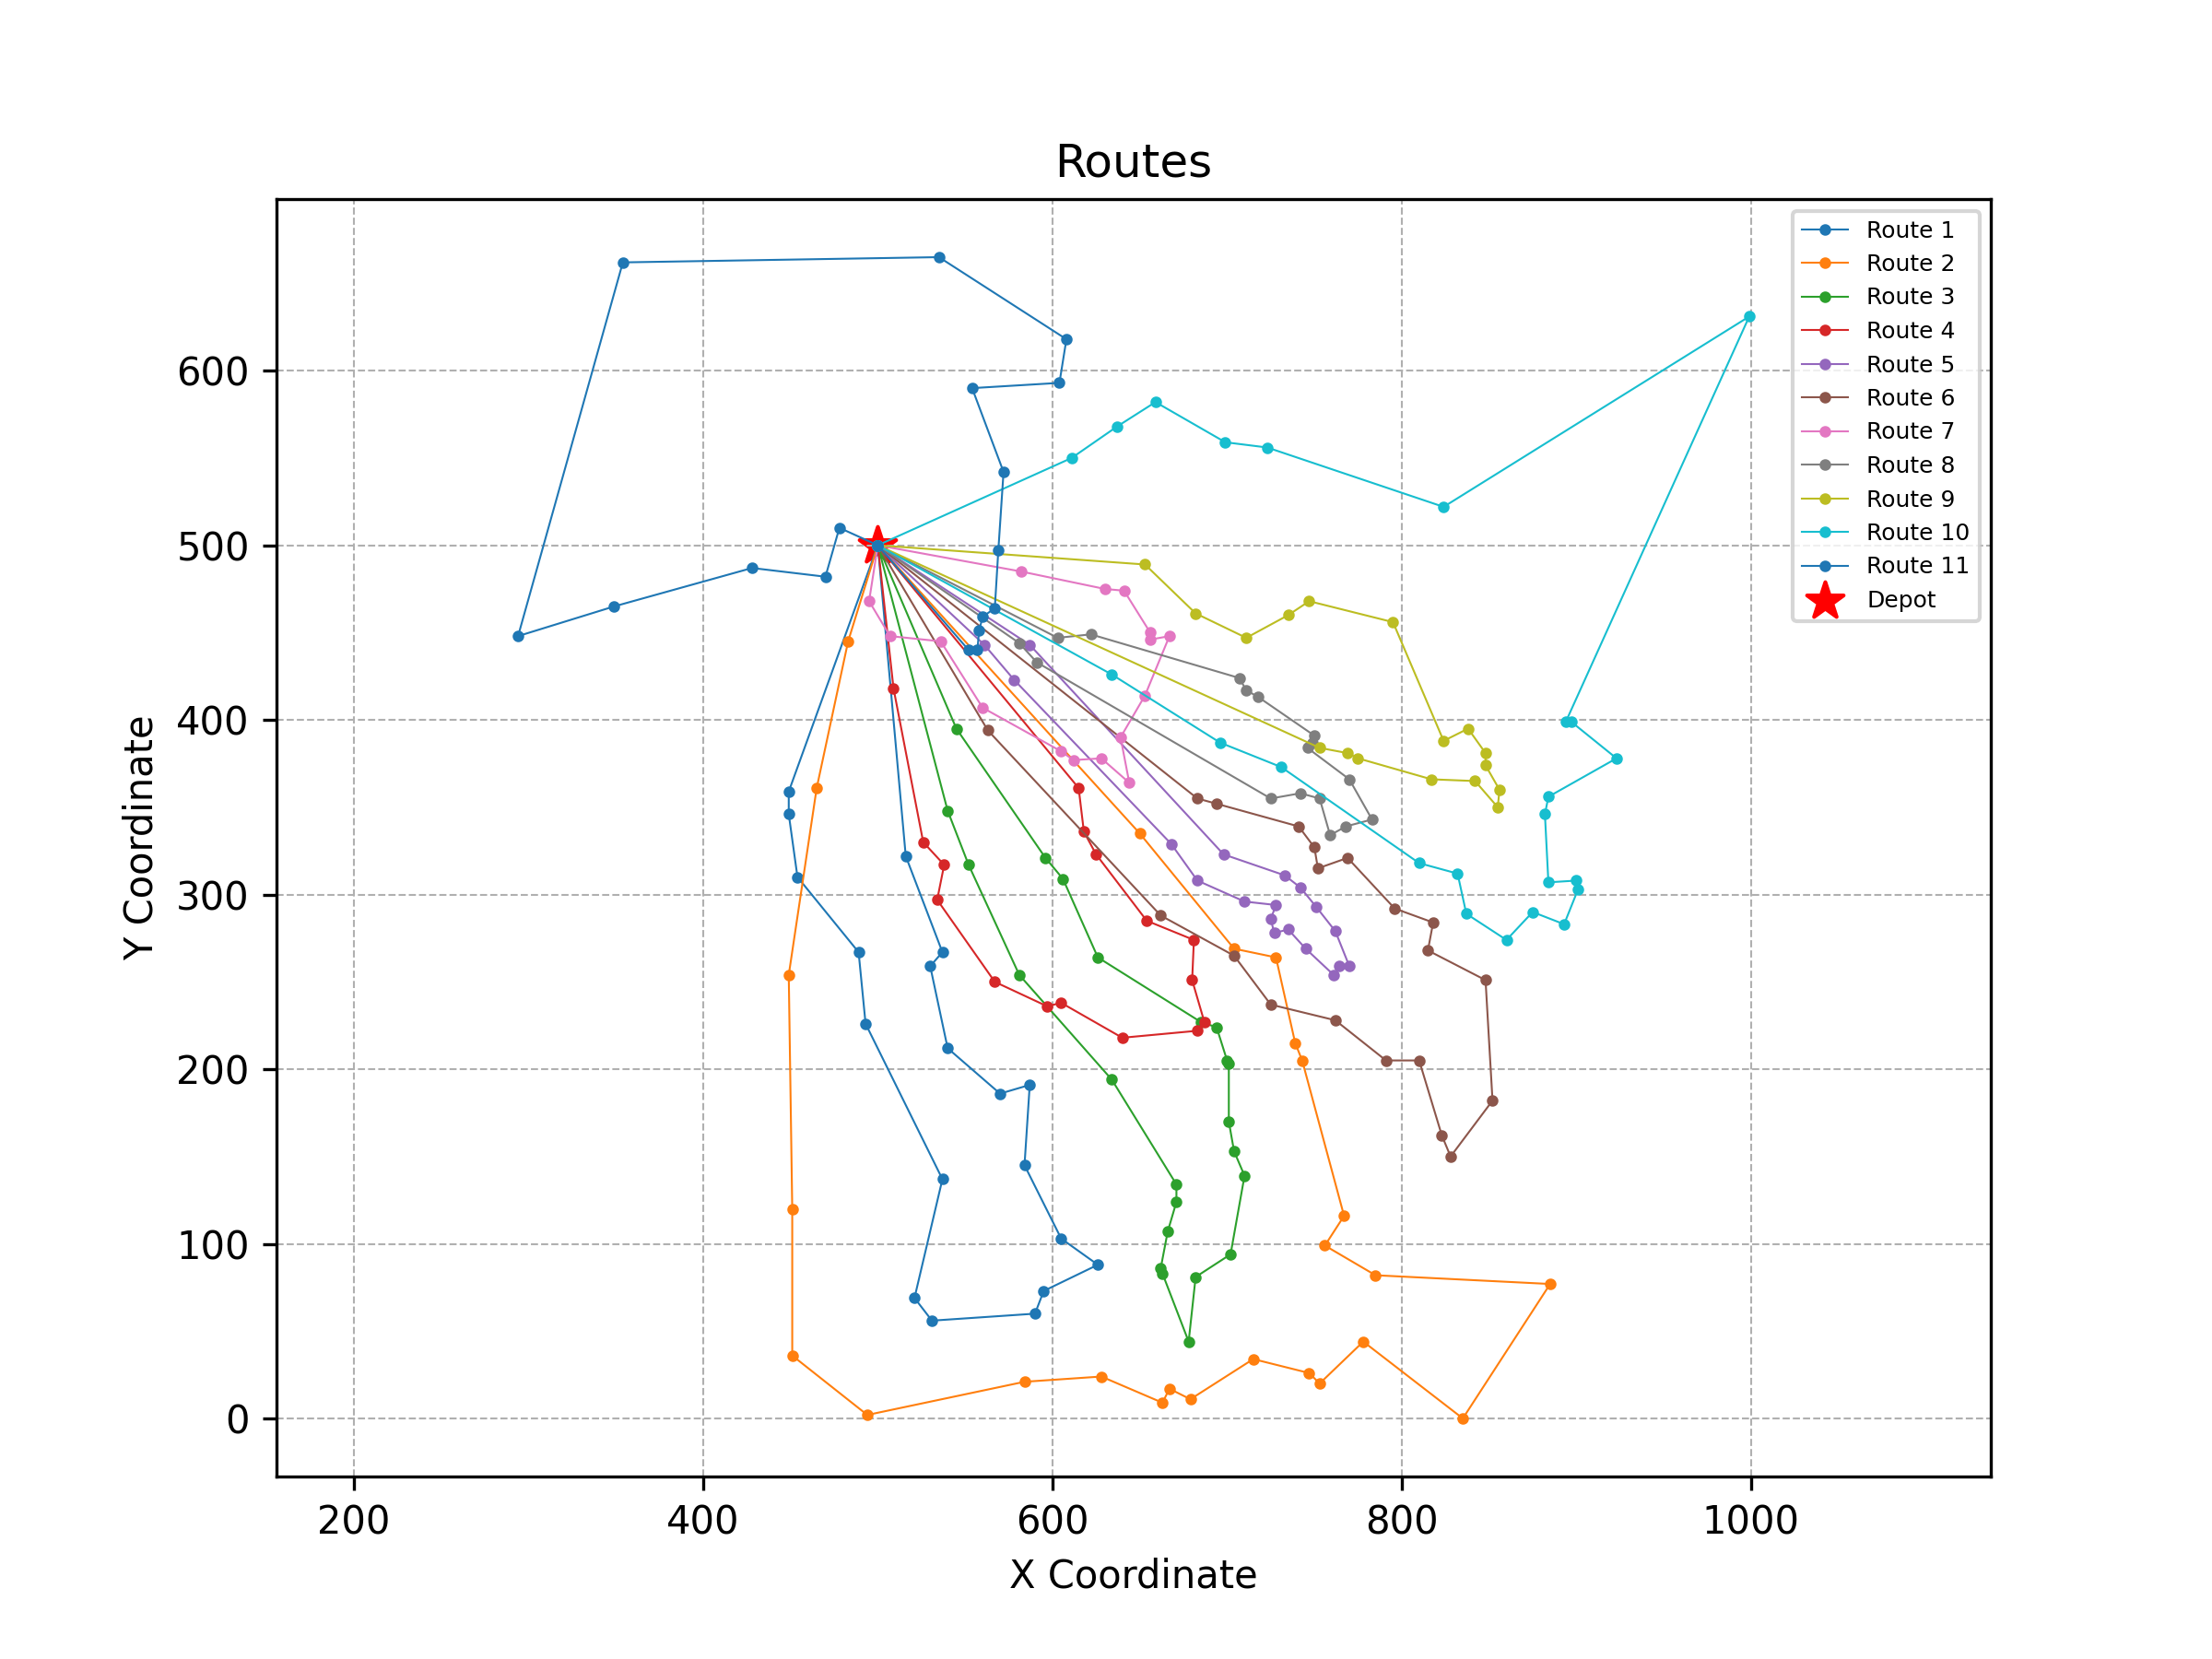 Routes
Route 1
Route 2
Route 3
Route 4
Route 5
Route 6
Route 7
Route 8
Route 9
Route 10
Route 11
Depot
600
500
400
300
200
100
0
Y Coordinate
200 400 600 800 1000
X Coordinate